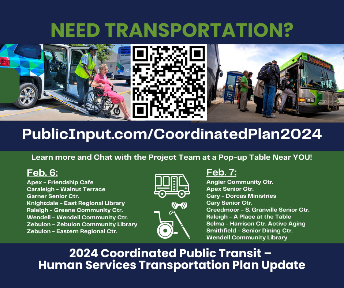 NEED TRANSPORTATION?
PublicInput.com/CoordinatedPlan2024
Learn more and Chat with the Project Team at a Pop-up Table Near YOU!
Feb. 6:
Apex - Friendship Cafe
Caraleigh - Walnut Terrace
Garner Senior Ctr.
Knightdale - East Regional Library
Raleigh - Greene Community Ctr.
Wendell - Wendell Community Ctr.
Zebulon - Zebulon Community Library
Zebulon - Eastern Regional Ctr.
Feb. 7:
Angier Community Ctr.
Apex Senior Ctr.
Cary - Dorcas Ministries
Cary Senior Ctr.
Creedmoor - S. Granville Senior Ctr.
Raleigh - A Place at the Table
Selma - Harrison Ctr. Active Aging
Smithfield - Senior Dining Ctr.
Wendell Community Library
2024 Coordinated Public Transit –
Human Services Transportation Plan Update